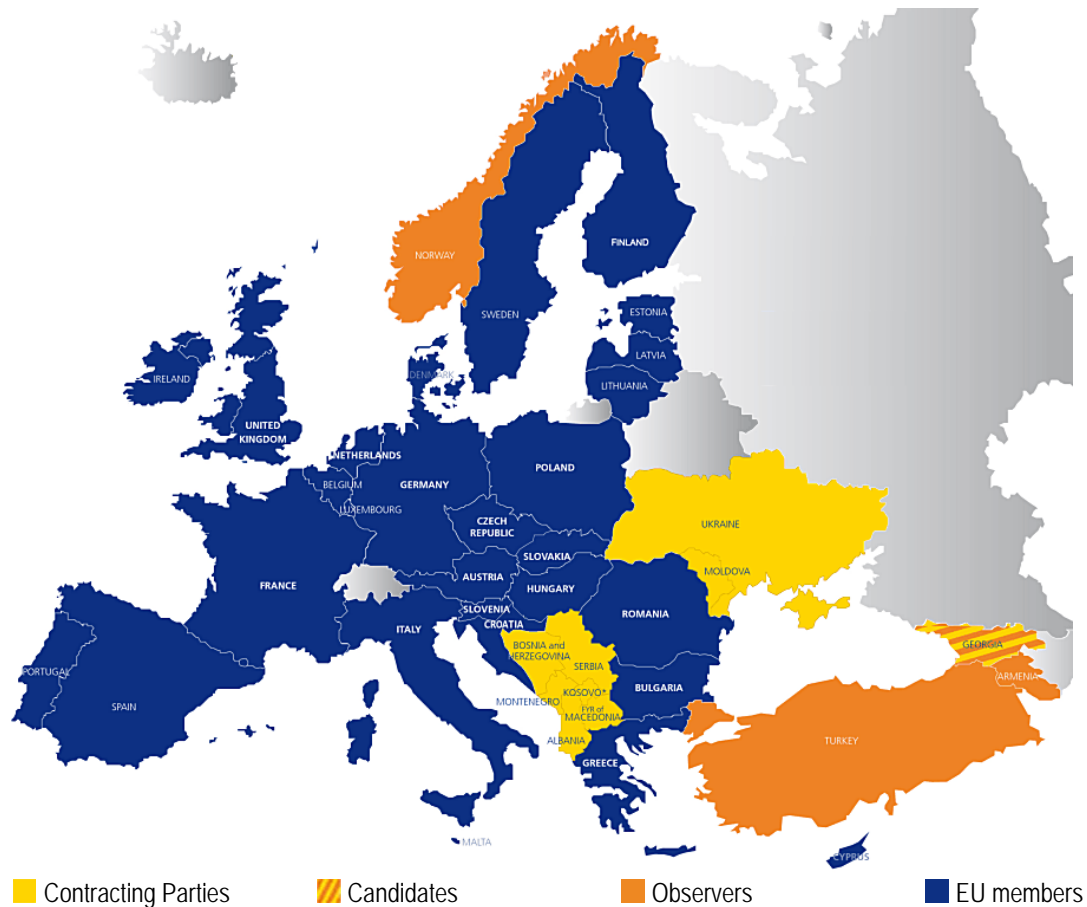 NORWAY
FINLAND
SWEDEN
ESTONIA
LATVIA
LITHUANIA
DENMARK
IRELAND
UNITED
KINGDOM
NETHERLANDS
BELGIUM
LUXEMBOURG
GERMANY
POLAND
CZECH
REPUBLIC
SLOVAKIA
AUSTRIA
HUNGARY
FRANCE
SLOVENIA
CROATIA
ITALY
ROMANIA
UKRAINE
MOLDOVA
BOSNIA and
HERZEGOVINA
SERBIA
KOSOVO*
MONTENEGRO
FYR of
MACEDONIA
ALBANIA
BULGARIA
GREECE
PORTUGAL
SPAIN
GEORGIA
ARMENIA
TURKEY
MALTA
CYPRUS
Contracting Parties
Candidates
Observers
EU members